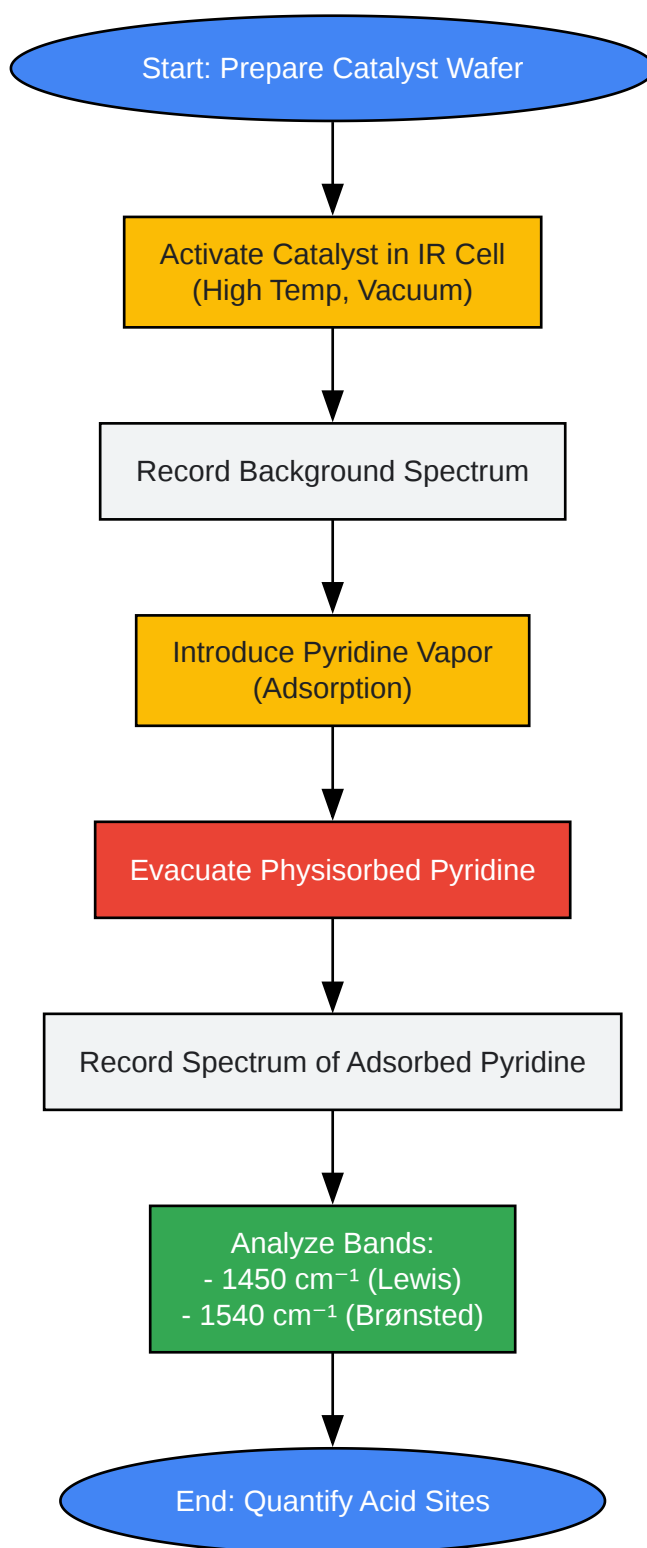 Start: Prepare Catalyst Wafer
Activate Catalyst in IR Cell
(High Temp, Vacuum)
Record Background Spectrum
Introduce Pyridine Vapor
(Adsorption)
Evacuate Physisorbed Pyridine
Record Spectrum of Adsorbed Pyridine
Analyze Bands:
- 1450 cm⁻¹ (Lewis)
- 1540 cm⁻¹ (Brønsted)
End: Quantify Acid Sites